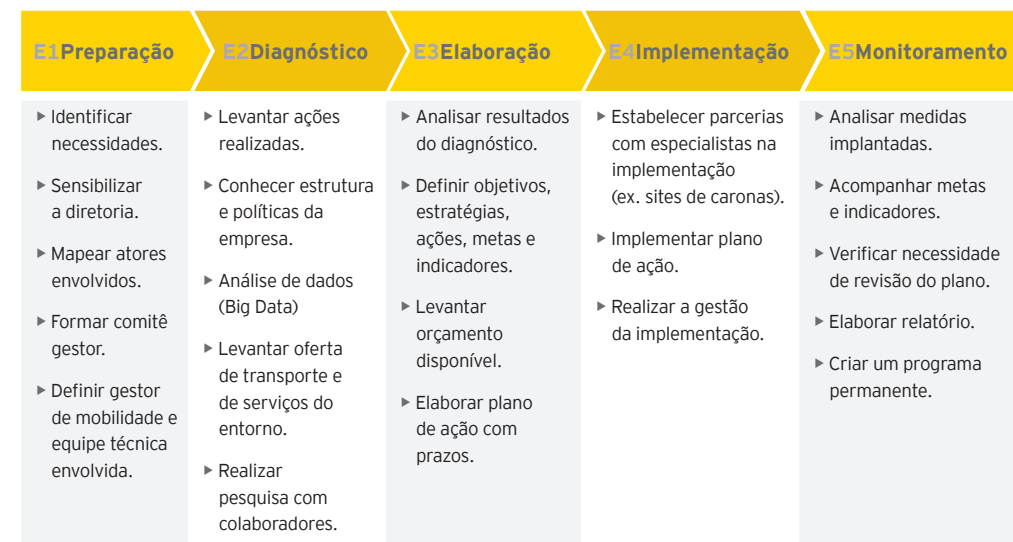 E1Preparação
► Identificar
necessidades.
► Sensibilizar
a diretoria.
► Mapear atores
envolvidos.
► Formar comitê
gestor.
► Definir gestor
de mobilidade e
equipe técnica
envolvida.
E2Diagnóstico
► Levantar ações
realizadas.
► Conhecer estrutura
e políticas da
empresa.
► Análise de dados
(Big Data)
► Levantar oferta
de transporte e
de serviços do
entorno.
► Realizar
pesquisa com
colaboradores.
E3Elaboração
► Analisar resultados
do diagnóstico.
► Definir objetivos,
estratégias,
ações, metas e
indicadores.
► Levantar
orçamento
disponível.
► Elaborar plano
de ação com
prazos.
E4Implementação
► Estabelecer parcerias
com especialistas na
implementação
(ex. sites de caronas).
► Implementar plano
de ação.
► Realizar a gestão
da implementação.
E5Monitoramento
► Analisar medidas
implantadas.
► Acompanhar metas
e indicadores.
► Verificar necessidade
de revisão do plano.
► Elaborar relatório.
► Criar um programa
permanente.